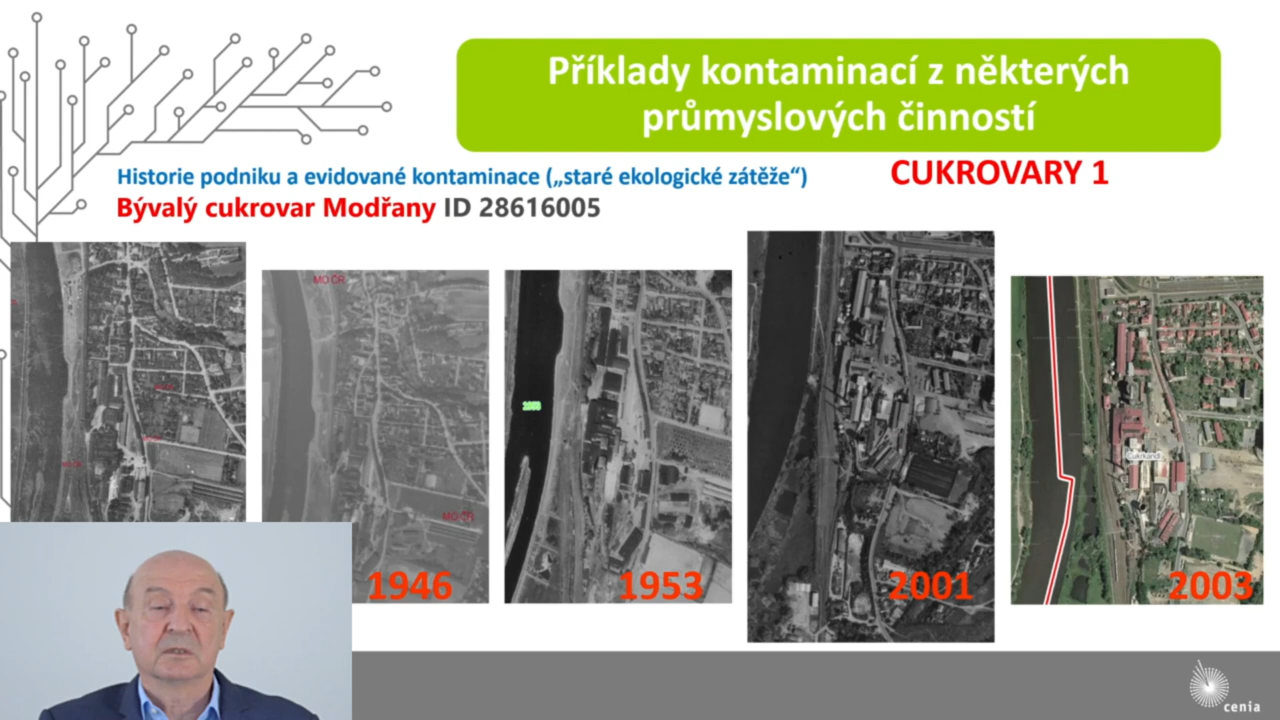 Příklady kontaminací z některých
průmyslových činností
Historie podniku a evidované kontaminace („staré ekologické zátěže“)
CUKROVARY 1
Bývalý cukrovar Modřany ID 28616005
MO ČR
MO ČR
1946
1953
2001
2003
cenia